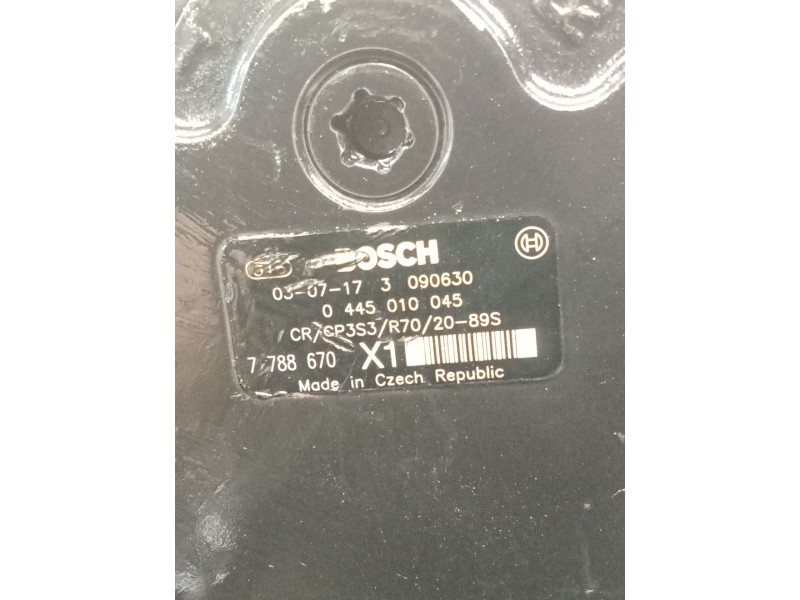 BOSCH
03-07-17 3 090630
0 445 010 045
CR/CP3S3/R70/20-89S
7 788 670 X1
Made in Czech Republic